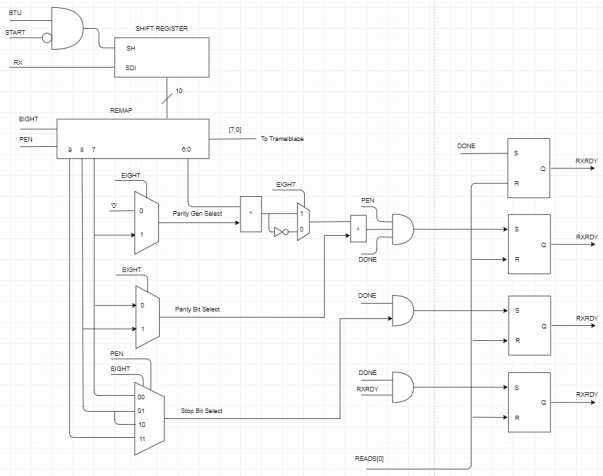 BTU
START
RX
SHIFT REGISTER
SH
SDI
10
REMAP
EIGHT
PEN
9 8 7 6:0
[7:0]
To Tramelblaze
EIGHT
'0'
0
1
Parity Gen Select
^
EIGHT
1
0
PEN
^
DONE
EIGHT
0
1
Parity Bit Select
PEN
EIGHT
00
01
10
11
Stop Bit Select
DONE
DONE
RXRDY
READS[0]
DONE
S
R
Q
RXRDY
S
R
Q
RXRDY
S
R
Q
RXRDY
S
R
Q
RXRDY